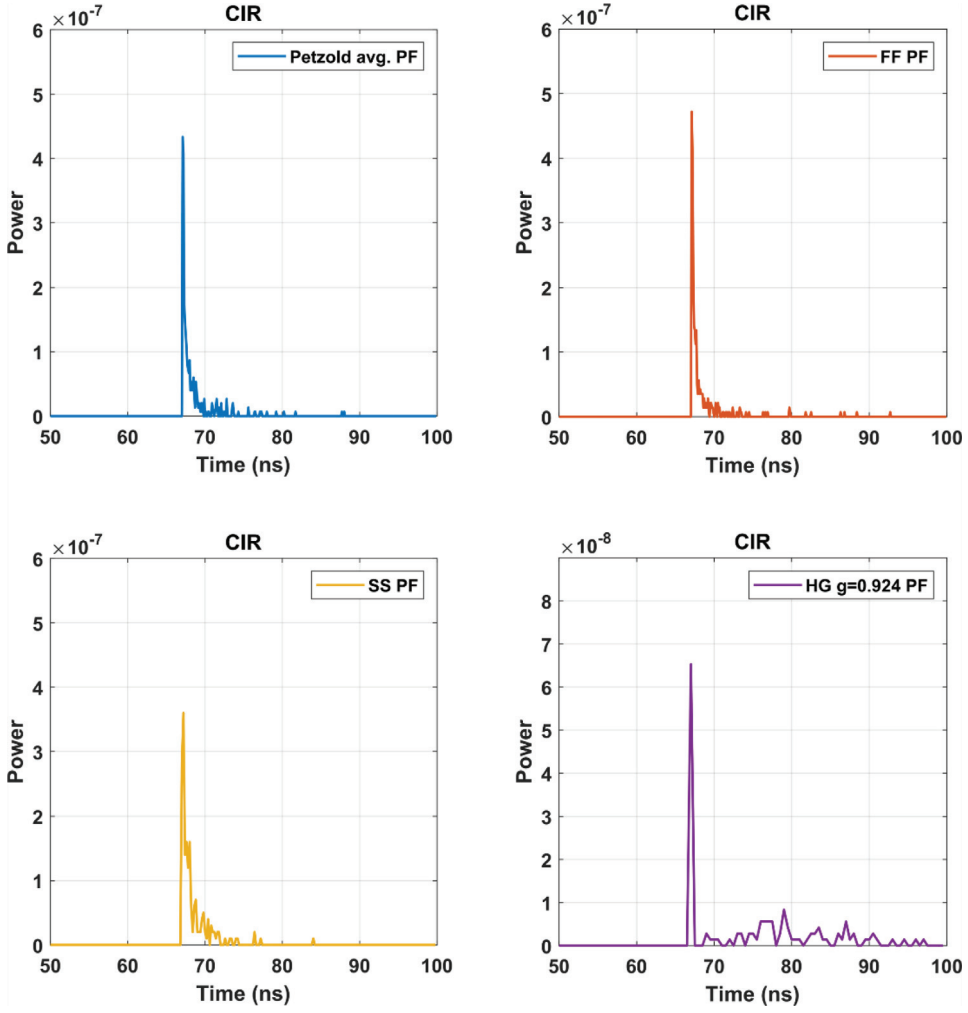 ×10⁻⁷ CIR
Petzold avg. PF
6
5
4
3
2
1
0
Power
50 60 70 80 90 100
Time (ns)
×10⁻⁷ CIR
FF PF
6
5
4
3
2
1
0
Power
50 60 70 80 90 100
Time (ns)
×10⁻⁷ CIR
SS PF
6
5
4
3
2
1
0
Power
50 60 70 80 90 100
Time (ns)
×10⁻⁸ CIR
HG g=0.924 PF
8
7
6
5
4
3
2
1
0
Power
50 60 70 80 90 100
Time (ns)